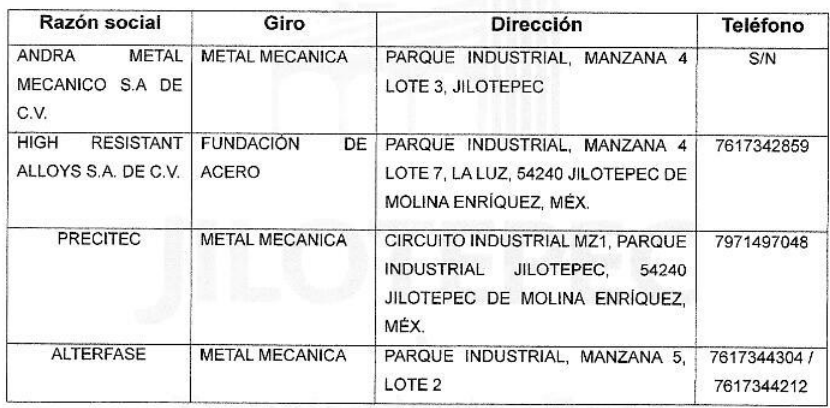 Razón social Giro Dirección Teléfono
ANDRA METAL METAL MECANICA PARQUE INDUSTRIAL, MANZANA 4 S/N
MECANICO S.A DE LOTE 3, JILOTEPEC
C.V.
HIGH RESISTANT FUNDACIÓN DE PARQUE INDUSTRIAL, MANZANA 4 7617342859
ALLOYS S.A. DE C.V. ACERO LOTE 7, LA LUZ, 54240 JILOTEPEC DE
MOLINA ENRÍQUEZ, MÉX.
PRECITEC METAL MECANICA CIRCUITO INDUSTRIAL MZ1, PARQUE 7971497048
INDUSTRIAL JILOTEPEC, 54240
JILOTEPEC DE MOLINA ENRÍQUEZ,
MÉX.
ALTERFASE METAL MECANICA PARQUE INDUSTRIAL, MANZANA 5, 7617344304 /
LOTE 2 7617344212
JILOTEPEC